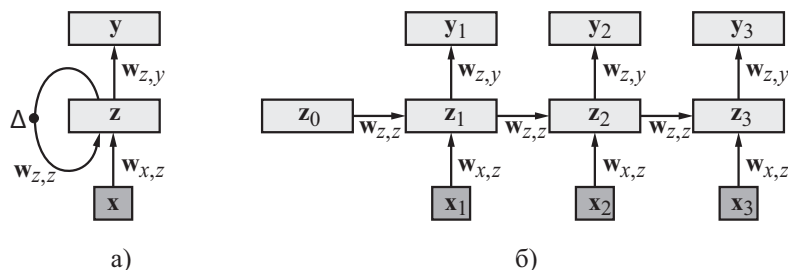 y
w_{z,y}
Δ
z
w_{z,z}
w_{x,z}
x
а)
y_1 y_2 y_3
w_{z,y} w_{z,y} w_{z,y}
z_0 z_1 z_2 z_3
w_{z,z} w_{z,z} w_{z,z}
w_{x,z} w_{x,z} w_{x,z}
x_1 x_2 x_3
б)